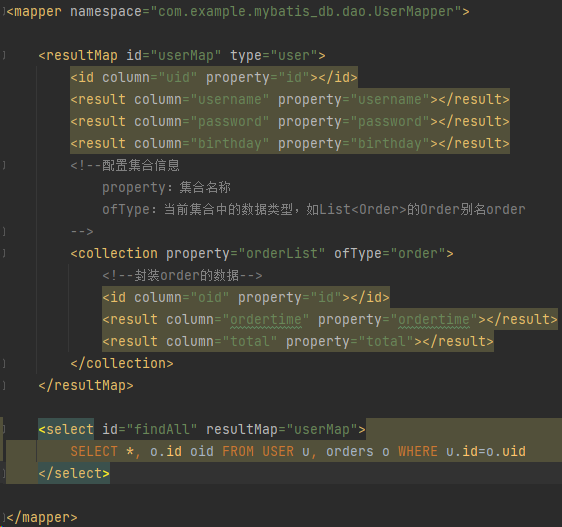 <mapper namespace="com.example.mybatis_db.dao.UserMapper">
<resultMap id="userMap" type="user">
<id column="uid" property="id"></id>
<result column="username" property="username"></result>
<result column="password" property="password"></result>
<result column="birthday" property="birthday"></result>
<!--配置集合信息
property：集合名称
ofType：当前集合中的数据类型，如List<Order>的Order别名order
-->
<collection property="orderList" ofType="order">
<!--封装order的数据-->
<id column="oid" property="id"></id>
<result column="ordertime" property="ordertime"></result>
<result column="total" property="total"></result>
</collection>
</resultMap>
<select id="findAll" resultMap="userMap">
SELECT *, o.id oid FROM USER u, orders o WHERE u.id=o.uid
</select>
</mapper>